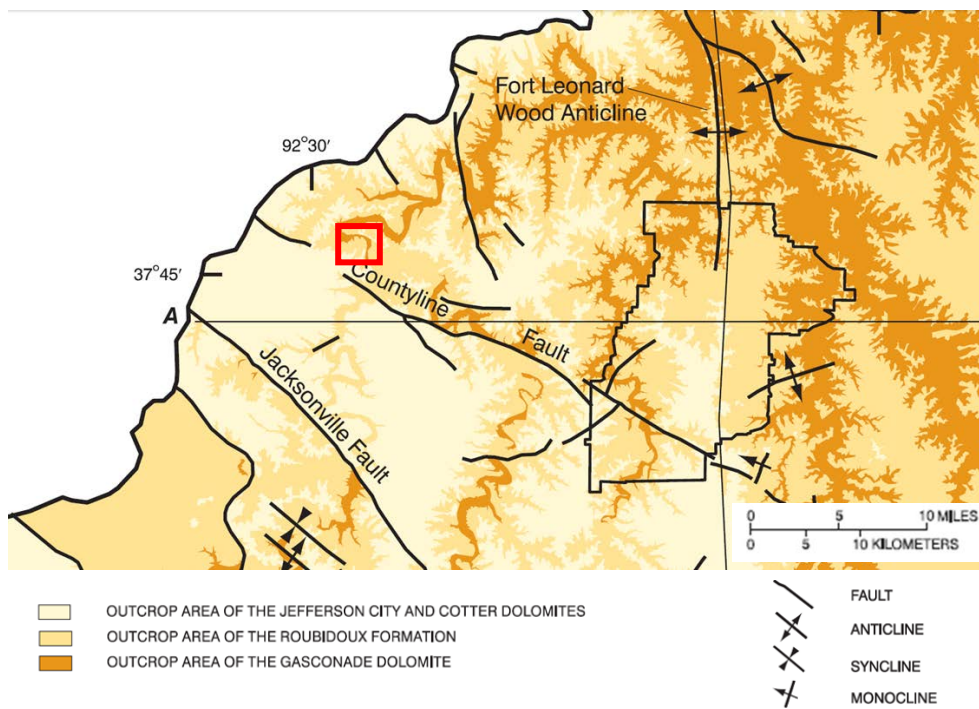 Fort Leonard
Wood Anticline
92°30′
37°45′
Countyline
A
Fault
Jacksonville Fault
0 5 10 MILES
0 5 10 KILOMETERS
OUTCROP AREA OF THE JEFFERSON CITY AND COTTER DOLOMITES
OUTCROP AREA OF THE ROUBIDOUX FORMATION
OUTCROP AREA OF THE GASCONADE DOLOMITE
FAULT
ANTICLINE
SYNCLINE
MONOCLINE